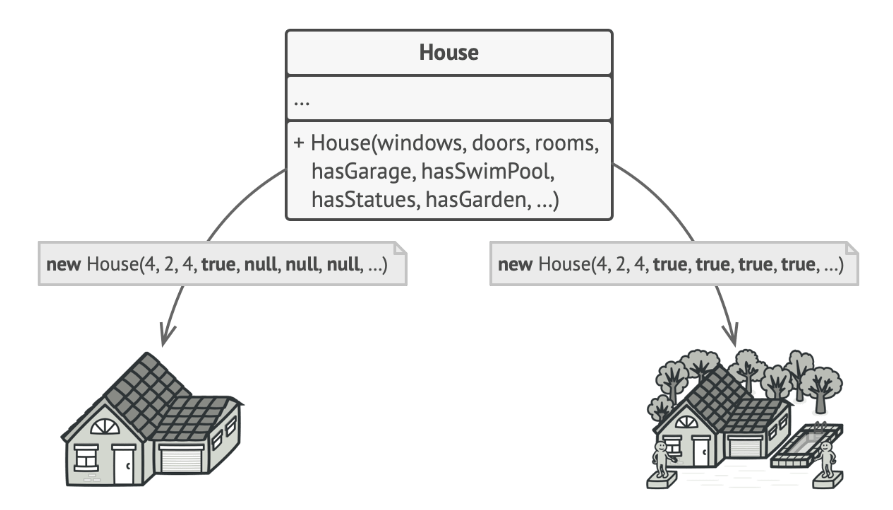 House
...
+ House(windows, doors, rooms,
hasGarage, hasSwimPool,
hasStatues, hasGarden, ...)
new House(4, 2, 4, true, null, null, null, ...)
new House(4, 2, 4, true, true, true, true, ...)